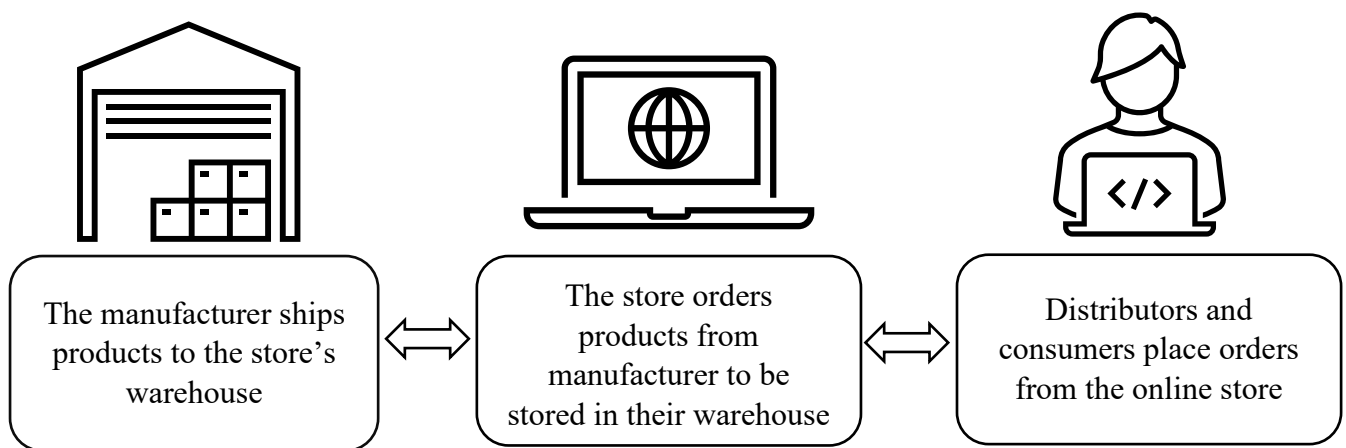 The manufacturer ships
products to the store’s
warehouse
The store orders
products from
manufacturer to be
stored in their warehouse
Distributors and
consumers place orders
from the online store